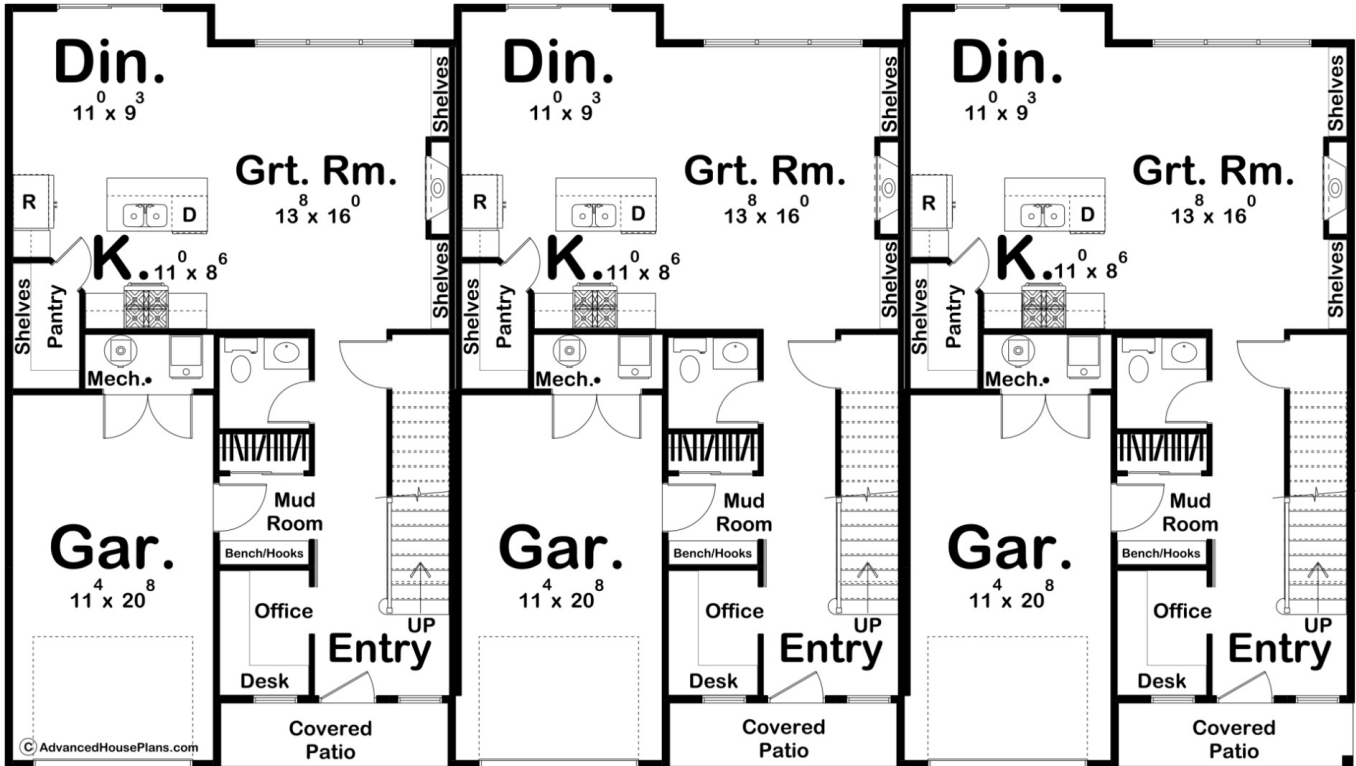 Din.
11⁰ x 9³
Shelves
Grt. Rm.
13⁸ x 16⁰
R
D
K.
11⁰ x 8⁶
Shelves
Shelves
Pantry
Mech.
Mud
Room
Bench/Hooks
Gar.
11⁴ x 20⁸
Office
UP
Entry
Desk
Covered
Patio
© AdvancedHousePlans.com
Din.
11⁰ x 9³
Shelves
Grt. Rm.
13⁸ x 16⁰
R
D
K.
11⁰ x 8⁶
Shelves
Shelves
Pantry
Mech.
Mud
Room
Bench/Hooks
Gar.
11⁴ x 20⁸
Office
UP
Entry
Desk
Covered
Patio
Din.
11⁰ x 9³
Shelves
Grt. Rm.
13⁸ x 16⁰
R
D
K.
11⁰ x 8⁶
Shelves
Shelves
Pantry
Mech.
Mud
Room
Bench/Hooks
Gar.
11⁴ x 20⁸
Office
UP
Entry
Desk
Covered
Patio